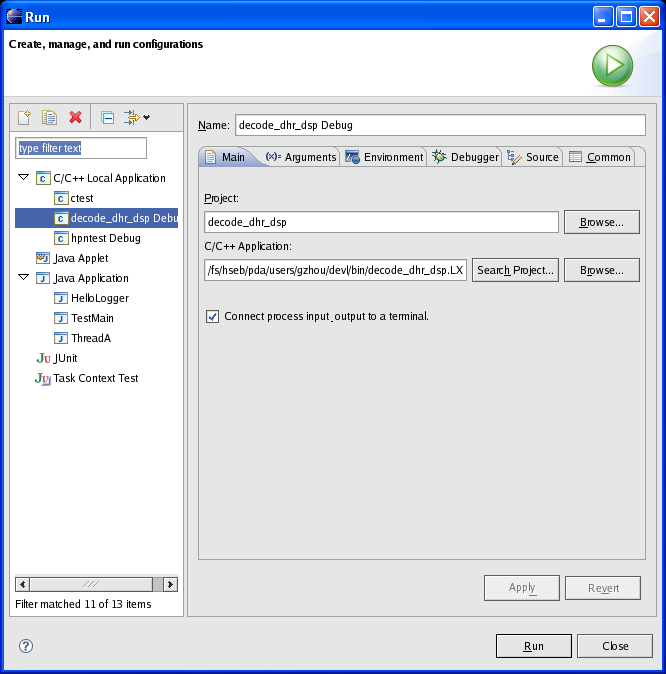 Run
Create, manage, and run configurations
type filter text
C/C++ Local Application
ctest
decode_dhr_dsp Debu
hpntest Debug
Java Applet
Java Application
HelloLogger
TestMain
ThreadA
JUnit
Task Context Test
Filter matched 11 of 13 items
Name: decode_dhr_dsp Debug
Main (x)= Arguments Environment Debugger Source Common
Project:
decode_dhr_dsp Browse...
C/C++ Application:
/fs/hseb/pda/users/gzhou/devl/bin/decode_dhr_dsp.LX Search Project... Browse...
Connect process input_output to a terminal.
Apply Revert
Run Close